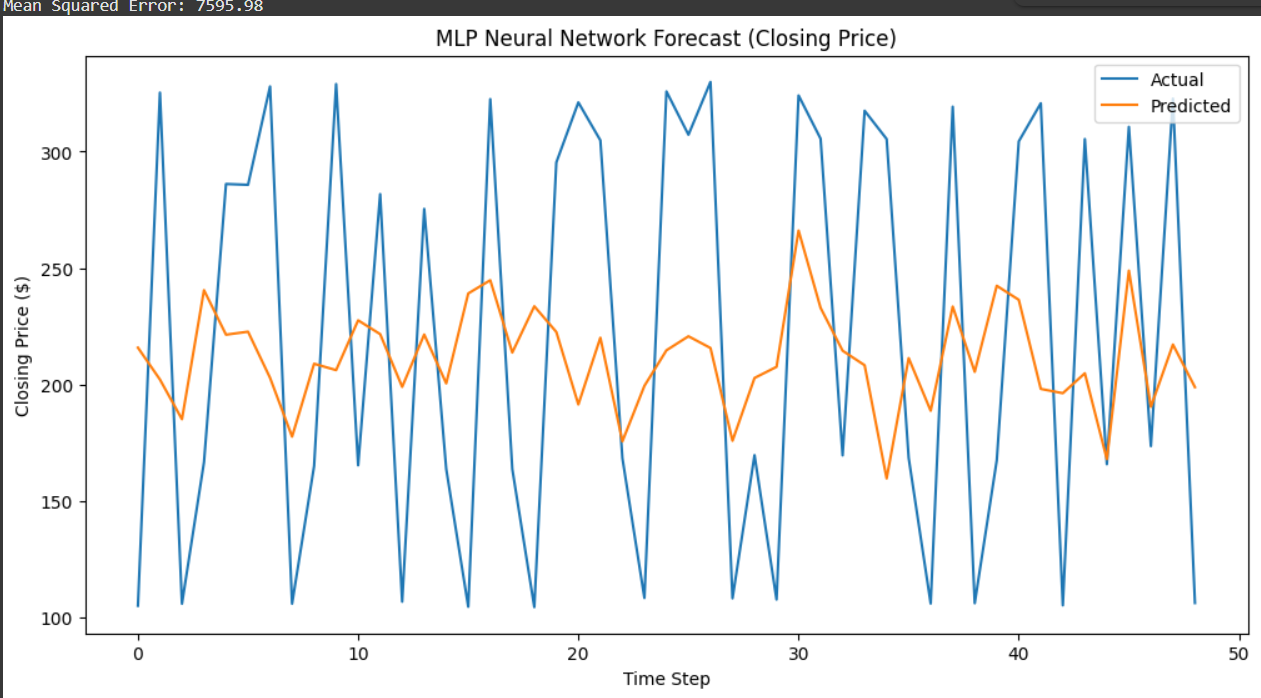 Mean Squared Error: 7595.98
MLP Neural Network Forecast (Closing Price)
Actual
Predicted
Closing Price ($)
300
250
200
150
100
0 10 20 30 40 50
Time Step